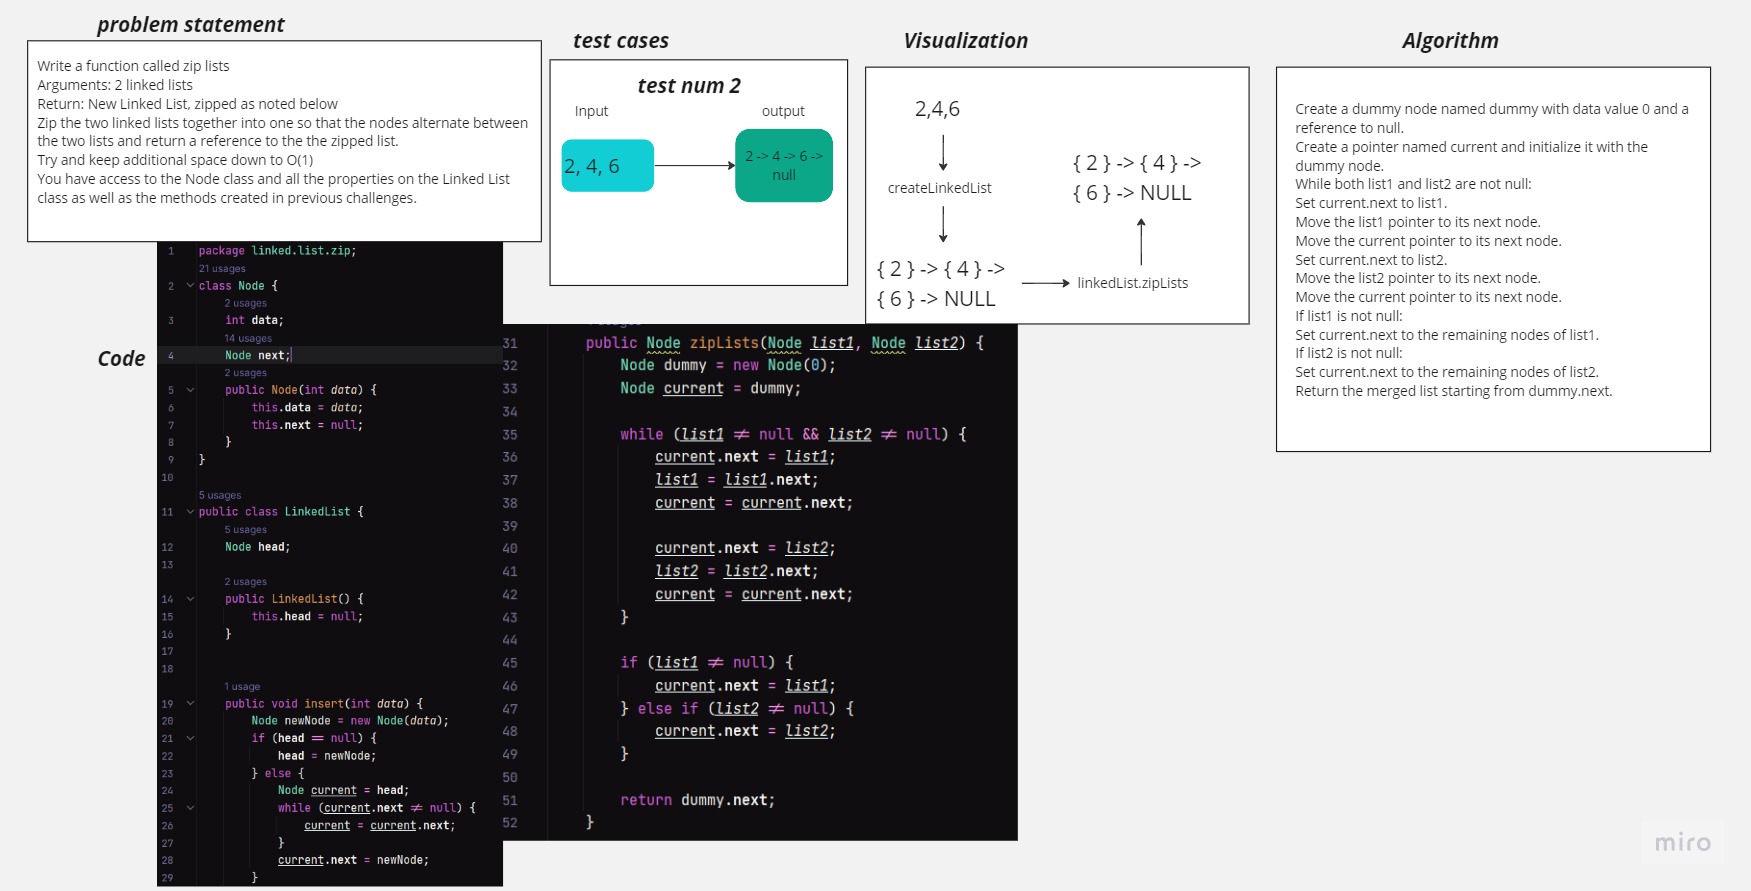 problem statement
Write a function called zip lists
Arguments: 2 linked lists
Return: New Linked List, zipped as noted below
Zip the two linked lists together into one so that the nodes alternate between
the two lists and return a reference to the the zipped list.
Try and keep additional space down to O(1)
You have access to the Node class and all the properties on the Linked List
class as well as the methods created in previous challenges.
test cases
test num 2
Input
output
2, 4, 6
2 -> 4 -> 6 ->
null
Visualization
2,4,6
createLinkedList
{ 2 } -> { 4 } ->
{ 6 } -> NULL
linkedList.zipLists
{ 2 } -> { 4 } ->
{ 6 } -> NULL
Algorithm
Create a dummy node named dummy with data value 0 and a
reference to null.
Create a pointer named current and initialize it with the
dummy node.
While both list1 and list2 are not null:
Set current.next to list1.
Move the list1 pointer to its next node.
Move the current pointer to its next node.
Set current.next to list2.
Move the list2 pointer to its next node.
Move the current pointer to its next node.
If list1 is not null:
Set current.next to the remaining nodes of list1.
If list2 is not null:
Set current.next to the remaining nodes of list2.
Return the merged list starting from dummy.next.
Code
1 package linked.list.zip;
21 usages
2 class Node {
2 usages
3 int data;
14 usages
4 Node next;
2 usages
5 public Node(int data) {
6 this.data = data;
7 this.next = null;
8 }
9 }
10
5 usages
11 public class LinkedList {
5 usages
12 Node head;
13
2 usages
14 public LinkedList() {
15 this.head = null;
16 }
17
18
1 usage
19 public void insert(int data) {
20 Node newNode = new Node(data);
21 if (head == null) {
22 head = newNode;
23 } else {
24 Node current = head;
25 while (current.next ≠ null) {
26 current = current.next;
27 }
28 current.next = newNode;
29 }
31 public Node zipLists(Node list1, Node list2) {
32 Node dummy = new Node(0);
33 Node current = dummy;
34
35 while (list1 ≠ null && list2 ≠ null) {
36 current.next = list1;
37 list1 = list1.next;
38 current = current.next;
39
40 current.next = list2;
41 list2 = list2.next;
42 current = current.next;
43 }
44
45 if (list1 ≠ null) {
46 current.next = list1;
47 } else if (list2 ≠ null) {
48 current.next = list2;
49 }
50
51 return dummy.next;
52 }
miro